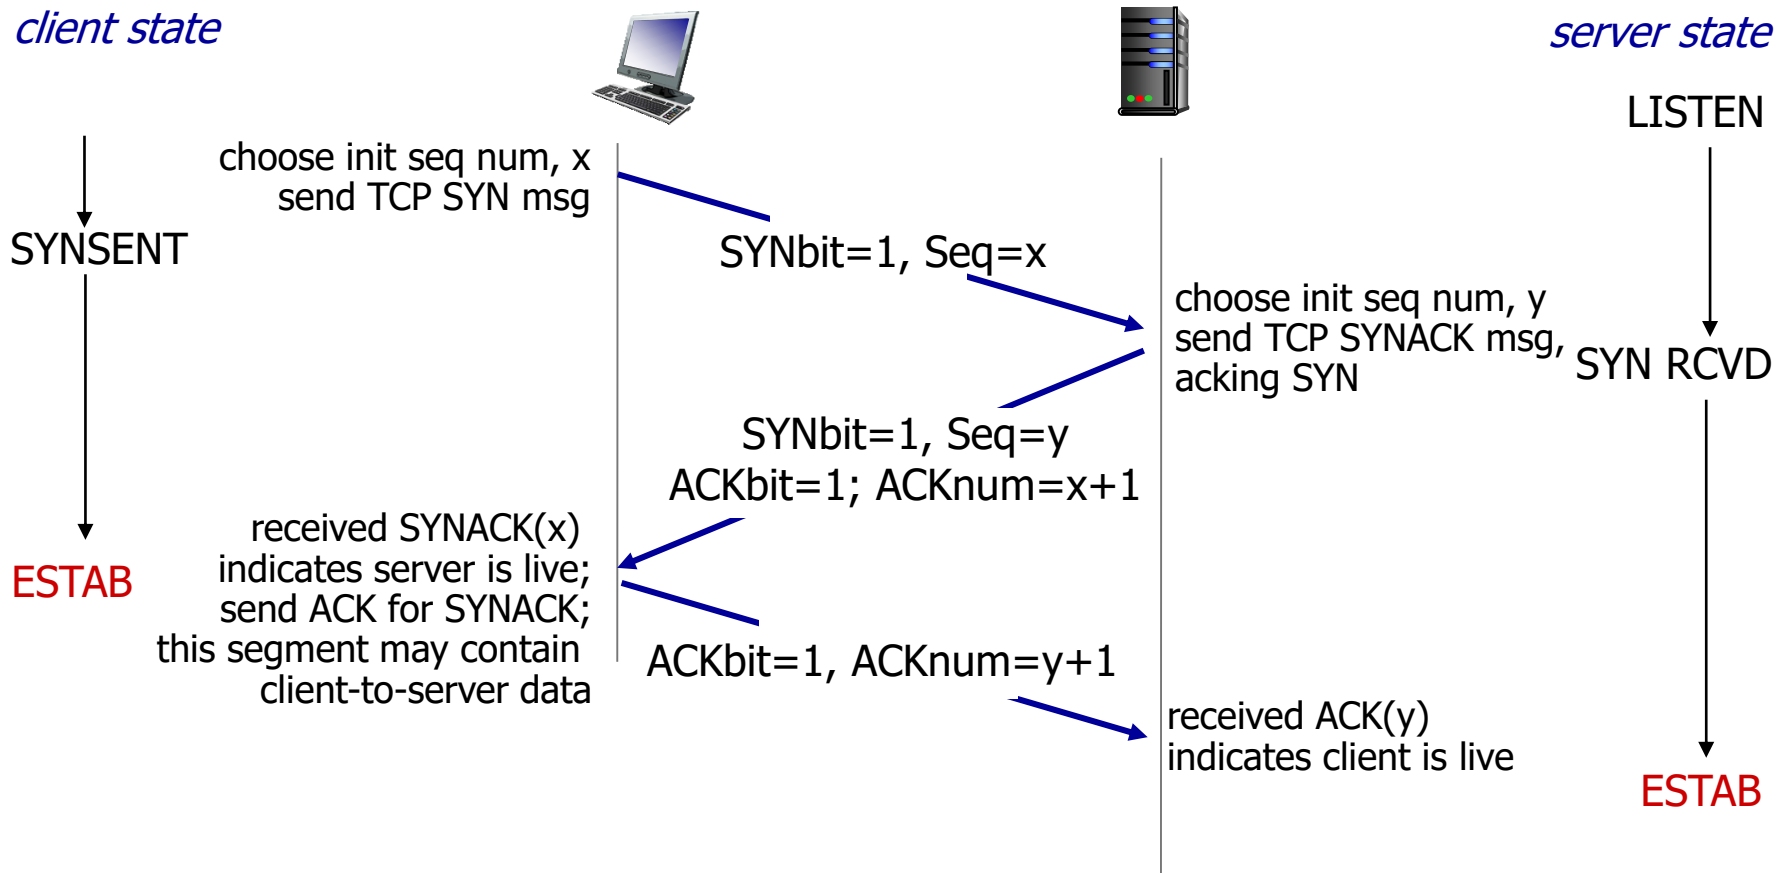 client state
server state
LISTEN
choose init seq num, x
send TCP SYN msg
SYNSENT
SYNbit=1, Seq=x
choose init seq num, y
send TCP SYNACK msg,
acking SYN
SYN RCVD
SYNbit=1, Seq=y
ACKbit=1; ACKnum=x+1
received SYNACK(x)
indicates server is live;
send ACK for SYNACK;
this segment may contain
client-to-server data
ESTAB
ACKbit=1, ACKnum=y+1
received ACK(y)
indicates client is live
ESTAB